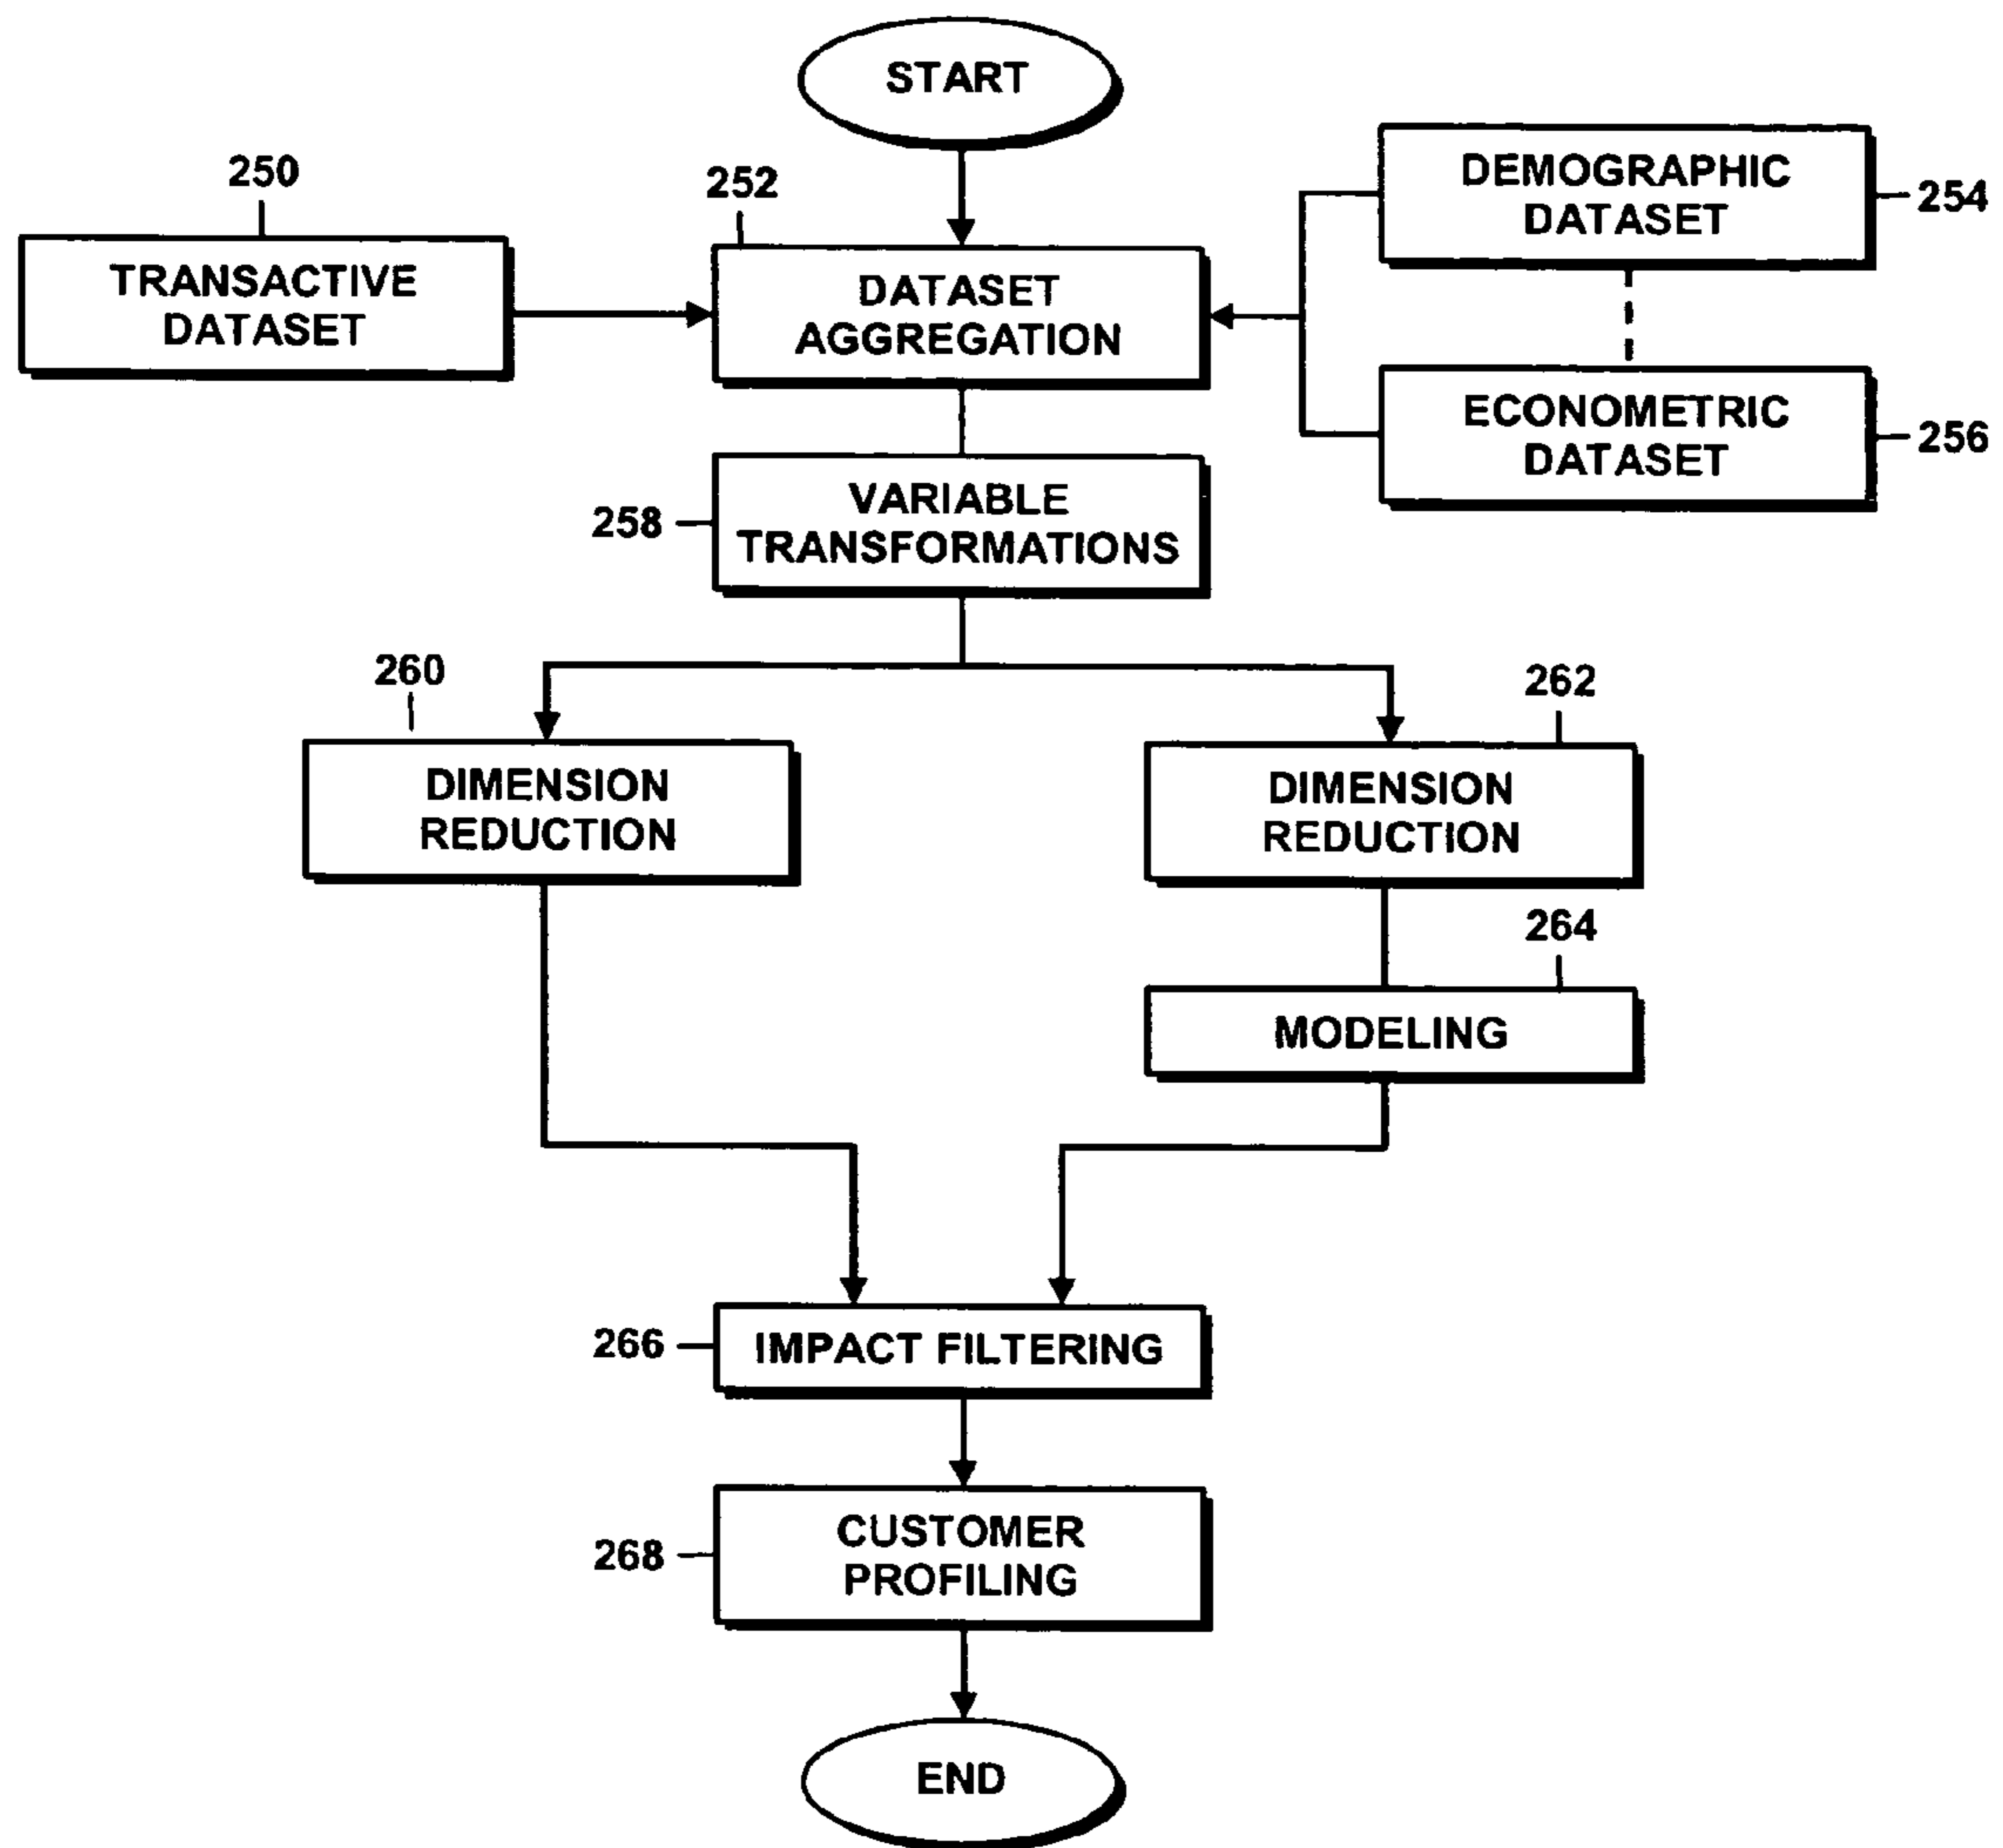 START
250
TRANSACTIVE
DATASET
252
DATASET
AGGREGATION
DEMOGRAPHIC
DATASET
254
ECONOMETRIC
DATASET
256
258
VARIABLE
TRANSFORMATIONS
260
DIMENSION
REDUCTION
262
DIMENSION
REDUCTION
264
MODELING
266
IMPACT FILTERING
268
CUSTOMER
PROFILING
END